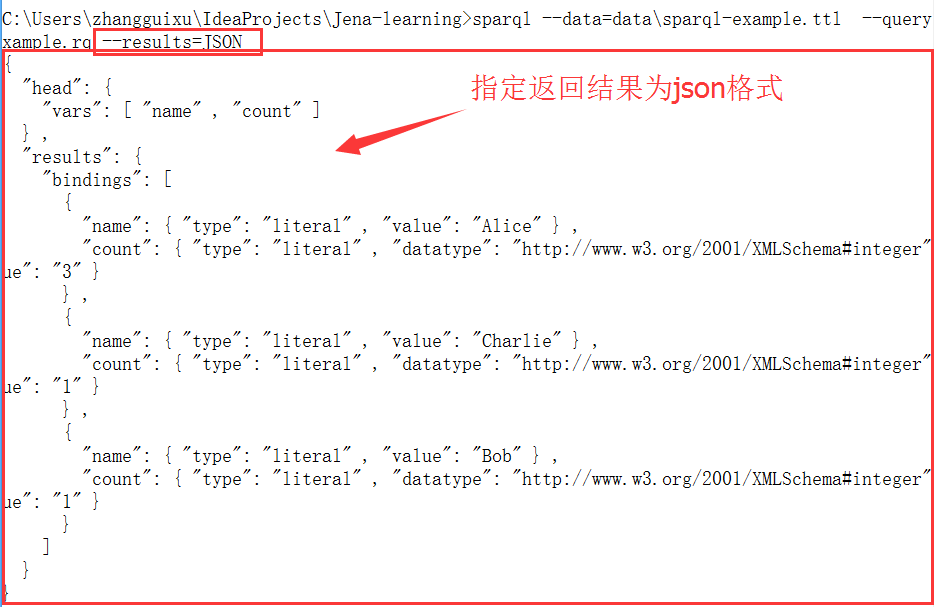 C:\Users\zhangguixu\IdeaProjects\Jena-learning>sparql --data=data\sparql-example.ttl  --query
xample.rq --results=JSON
{
  "head": {
    "vars": [ "name" , "count" ]
  } ,
  "results": {
    "bindings": [
      {
        "name": { "type": "literal" , "value": "Alice" } ,
        "count": { "type": "literal" , "datatype": "http://www.w3.org/2001/XMLSchema#integer"
ue": "3" }
      } ,
      {
        "name": { "type": "literal" , "value": "Charlie" } ,
        "count": { "type": "literal" , "datatype": "http://www.w3.org/2001/XMLSchema#integer"
ue": "1" }
      } ,
      {
        "name": { "type": "literal" , "value": "Bob" } ,
        "count": { "type": "literal" , "datatype": "http://www.w3.org/2001/XMLSchema#integer"
ue": "1" }
      }
    ]
  }
}
指定返回结果为json格式